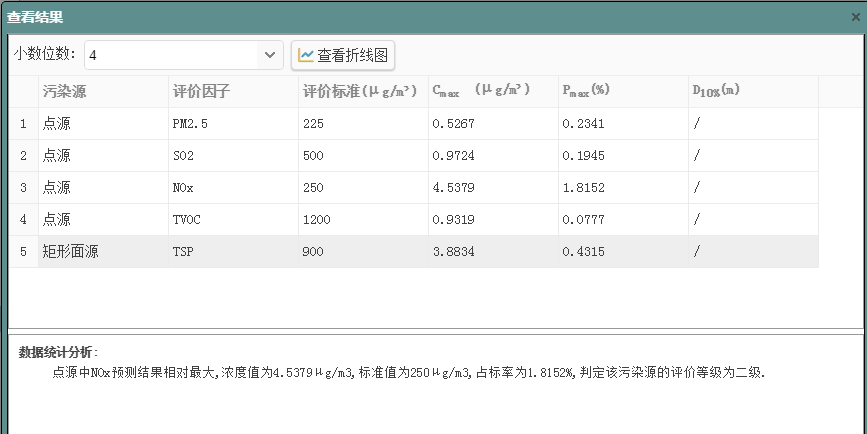 查看结果
小数位数: 4 查看折线图
污染源 评价因子 评价标准(μg/m³) Cmax (μg/m³) Pmax(%) D10%(m)
1 点源 PM2.5 225 0.5267 0.2341 /
2 点源 SO2 500 0.9724 0.1945 /
3 点源 NOx 250 4.5379 1.8152 /
4 点源 TVOC 1200 0.9319 0.0777 /
5 矩形面源 TSP 900 3.8834 0.4315 /
数据统计分析:
点源中NOx预测结果相对最大,浓度值为4.5379μg/m3,标准值为250μg/m3,占标率为1.8152%,判定该污染源的评价等级为二级.